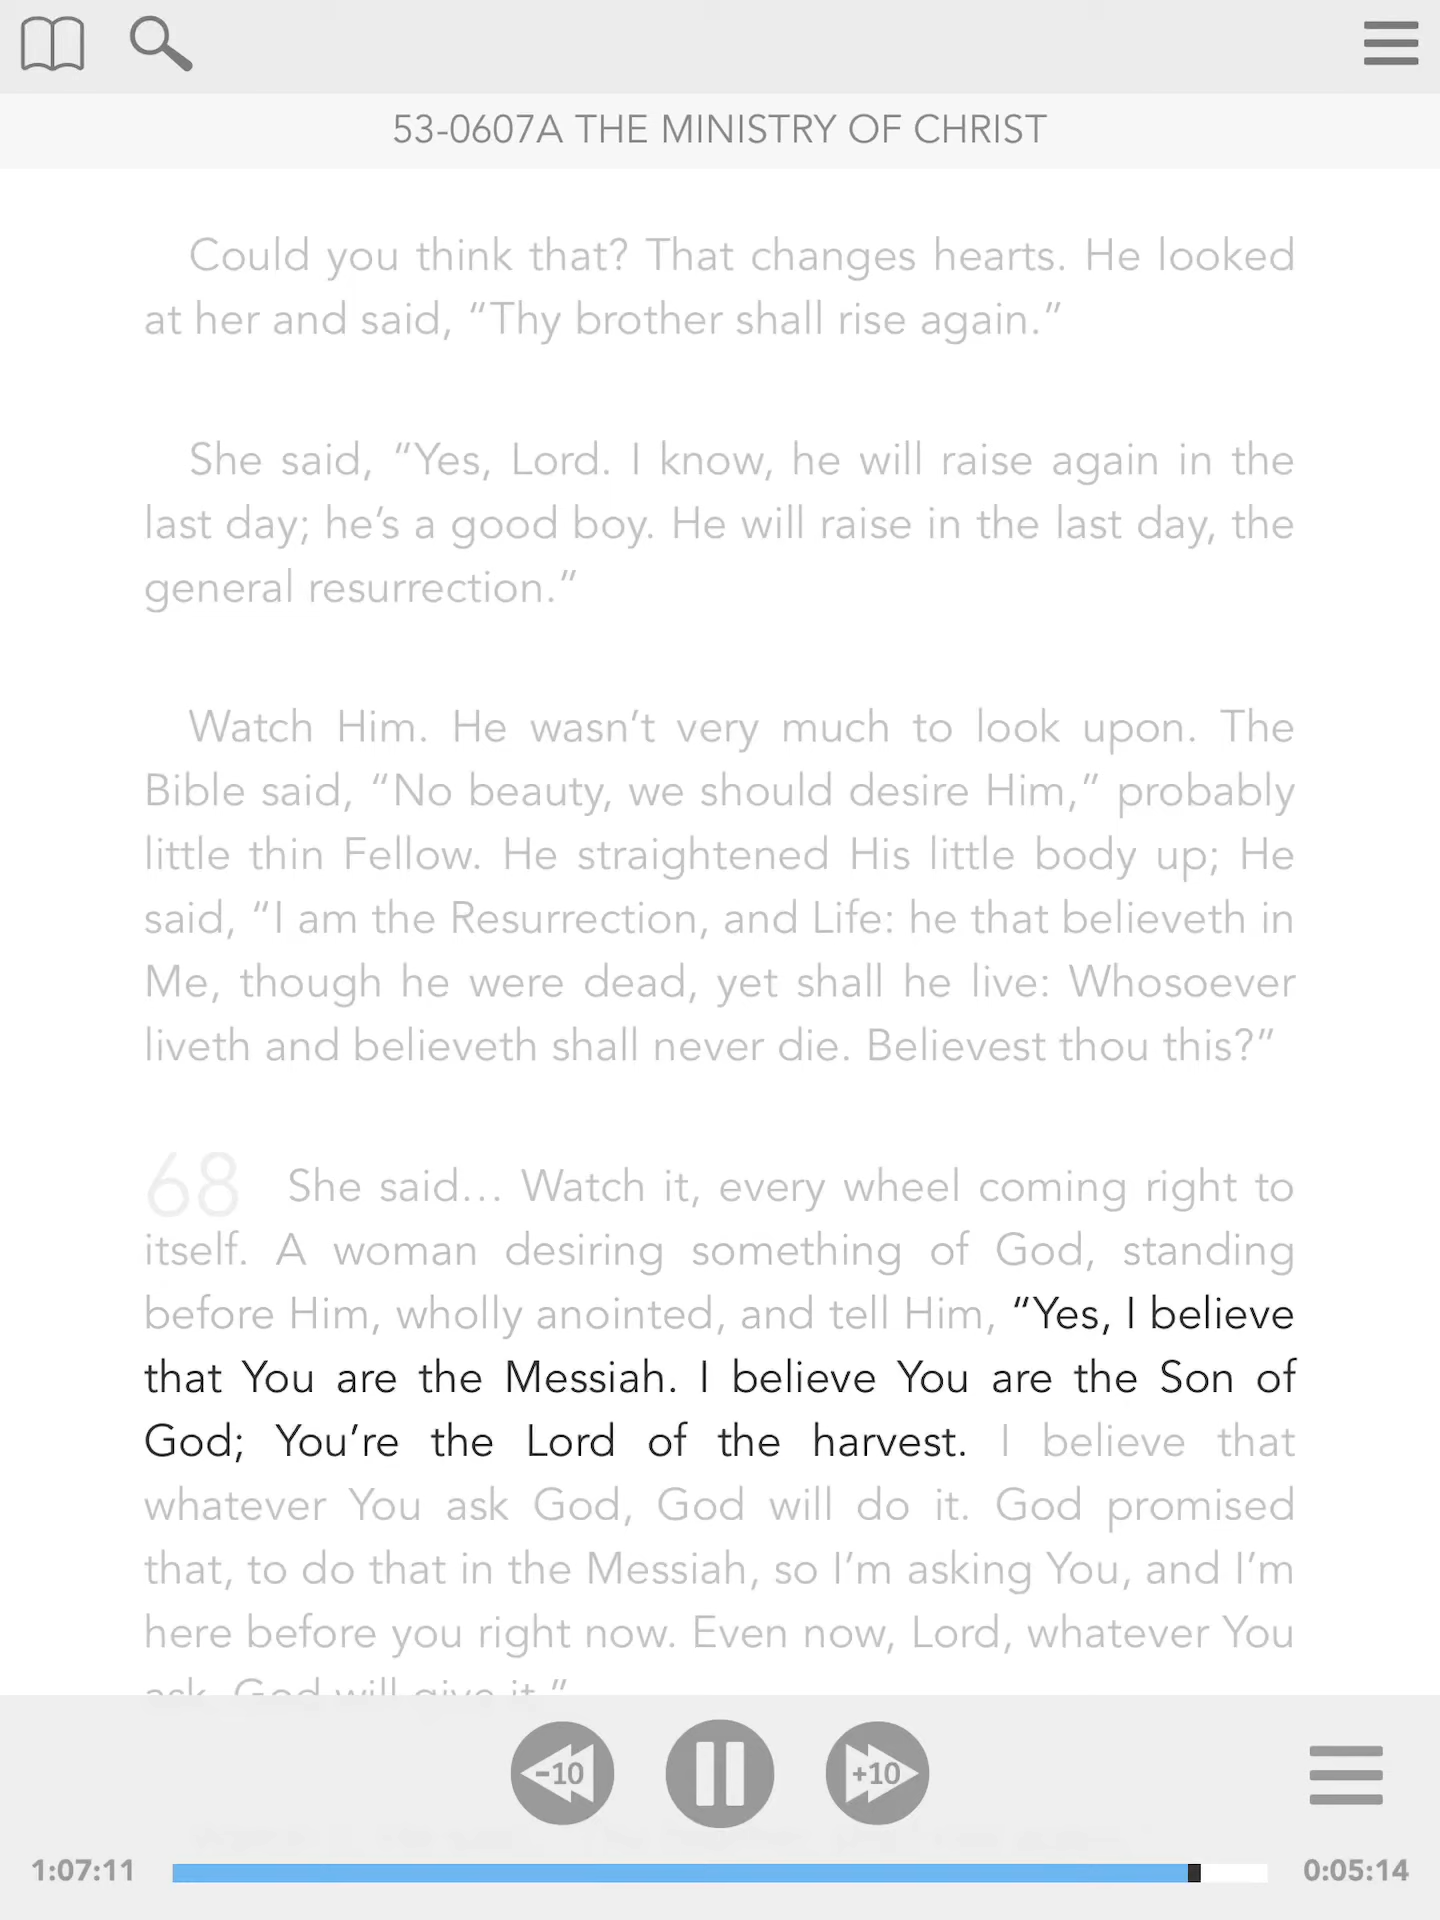 53-0607A THE MINISTRY OF CHRIST
Could you think that? That changes hearts. He looked
at her and said, “Thy brother shall rise again.”
She said, “Yes, Lord. I know, he will raise again in the
last day; he’s a good boy. He will raise in the last day, the
general resurrection.”
Watch Him. He wasn’t very much to look upon. The
Bible said, “No beauty, we should desire Him,” probably
little thin Fellow. He straightened His little body up; He
said, “I am the Resurrection, and Life: he that believeth in
Me, though he were dead, yet shall he live: Whosoever
liveth and believeth shall never die. Believest thou this?”
68 She said… Watch it, every wheel coming right to
itself. A woman desiring something of God, standing
before Him, wholly anointed, and tell Him, “Yes, I believe
that You are the Messiah. I believe You are the Son of
God; You’re the Lord of the harvest. I believe that
whatever You ask God, God will do it. God promised
that, to do that in the Messiah, so I’m asking You, and I’m
here before you right now. Even now, Lord, whatever You
ask, God will give it.”
-10 +10
1:07:11 0:05:14